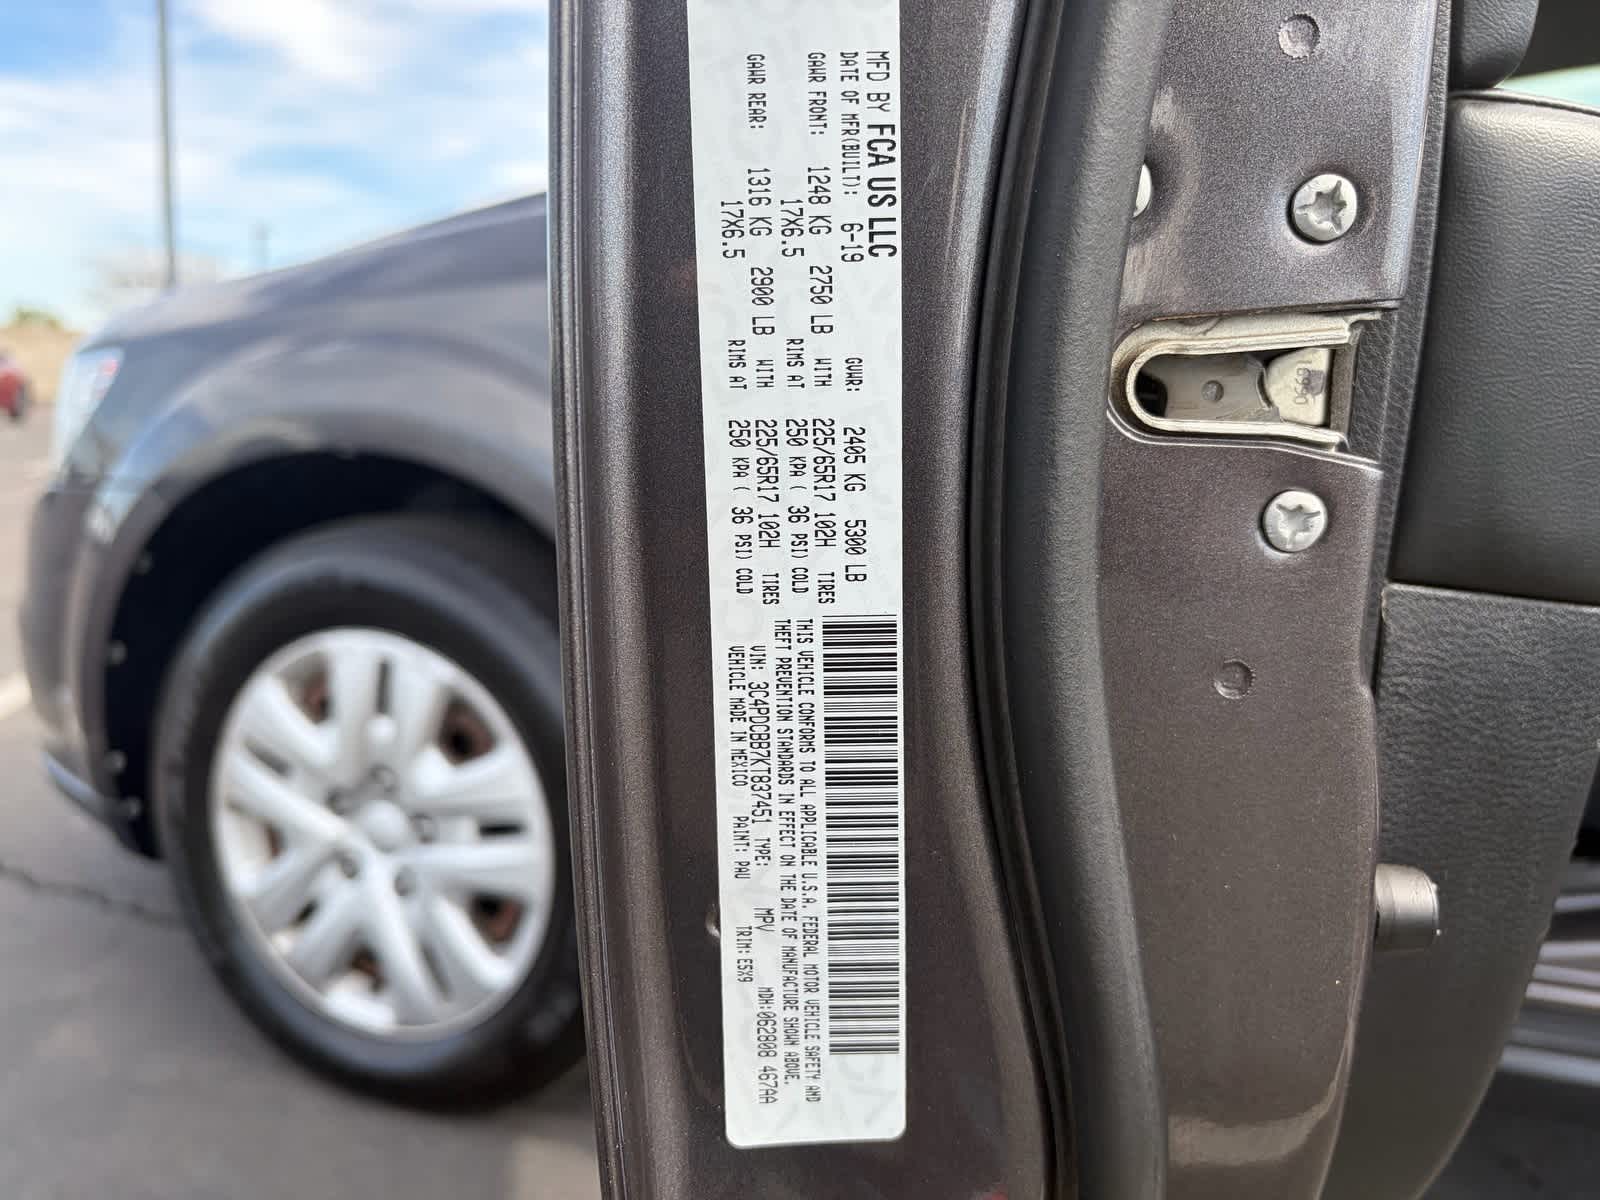 MFD BY FCA US LLC
DATE OF MFR(BUILT): 6-19 GVWR: 2405 KG 5300 LB
GAWR FRONT: 1248 KG 2750 LB WITH 225/65R17 102H TIRES
17X6.5 RIMS AT 250 KPA ( 36 PSI) COLD
GAWR REAR: 1316 KG 2900 LB WITH 225/65R17 102H TIRES
17X6.5 RIMS AT 250 KPA ( 36 PSI) COLD
THIS VEHICLE CONFORMS TO ALL APPLICABLE U.S.A. FEDERAL MOTOR VEHICLE SAFETY AND
THEFT PREVENTION STANDARDS IN EFFECT ON THE DATE OF MANUFACTURE SHOWN ABOVE.
VIN: 3C4PDCBB7KT837451 TYPE: MPV MDH:062808 467AA
VEHICLE MADE IN MEXICO PAINT: PAU TRIM: E5X9